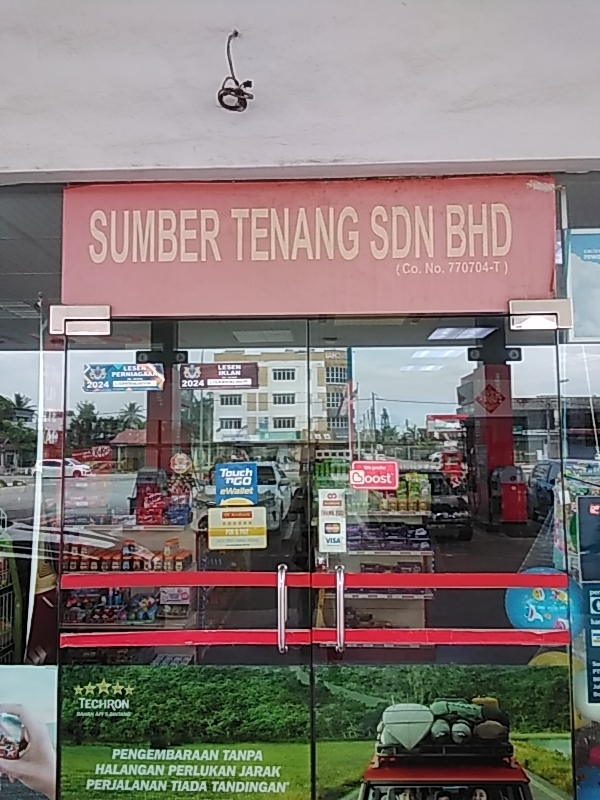 SUMBER TENANG SDN BHD
(Co. No. 770704-T)
LESEN
PERNIAGAAN
2024
LESEN
IKLAN
2024
Touch
'nGO
eWallet
boost
VISA
TECHRON
PENGEMBARAAN TANPA
HALANGAN PERLUKAN JARAK
PERJALANAN TIADA TANDINGAN*